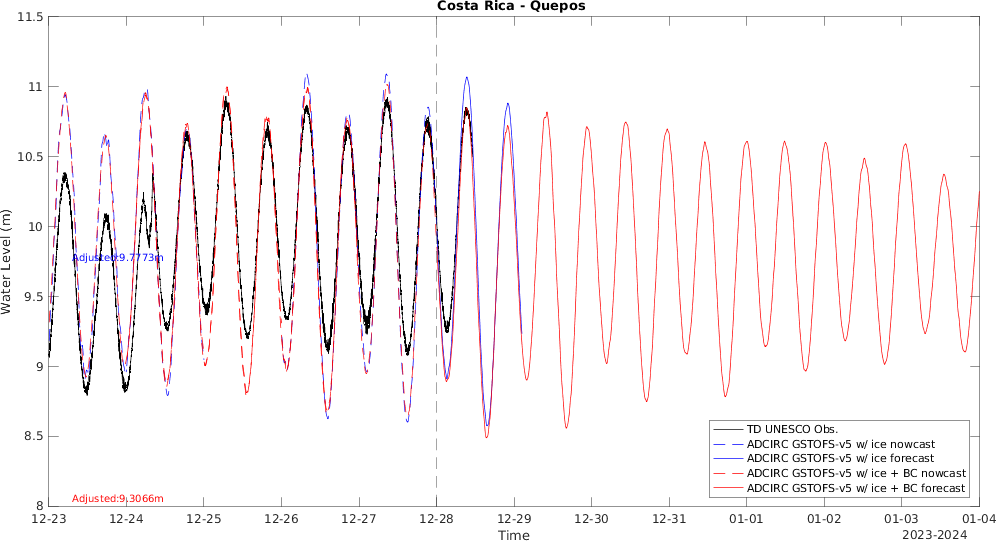 Costa Rica - Quepos
11.5
11
10.5
10
9.5
9
8.5
8
Water Level (m)
Adjusted:9.7773m
Adjusted:9.3066m
TD UNESCO Obs.
ADCIRC GSTOFS-v5 w/ ice nowcast
ADCIRC GSTOFS-v5 w/ ice forecast
ADCIRC GSTOFS-v5 w/ ice + BC nowcast
ADCIRC GSTOFS-v5 w/ ice + BC forecast
12-23 12-24 12-25 12-26 12-27 12-28 12-29 12-30 12-31 01-01 01-02 01-03 01-04
Time
2023-2024